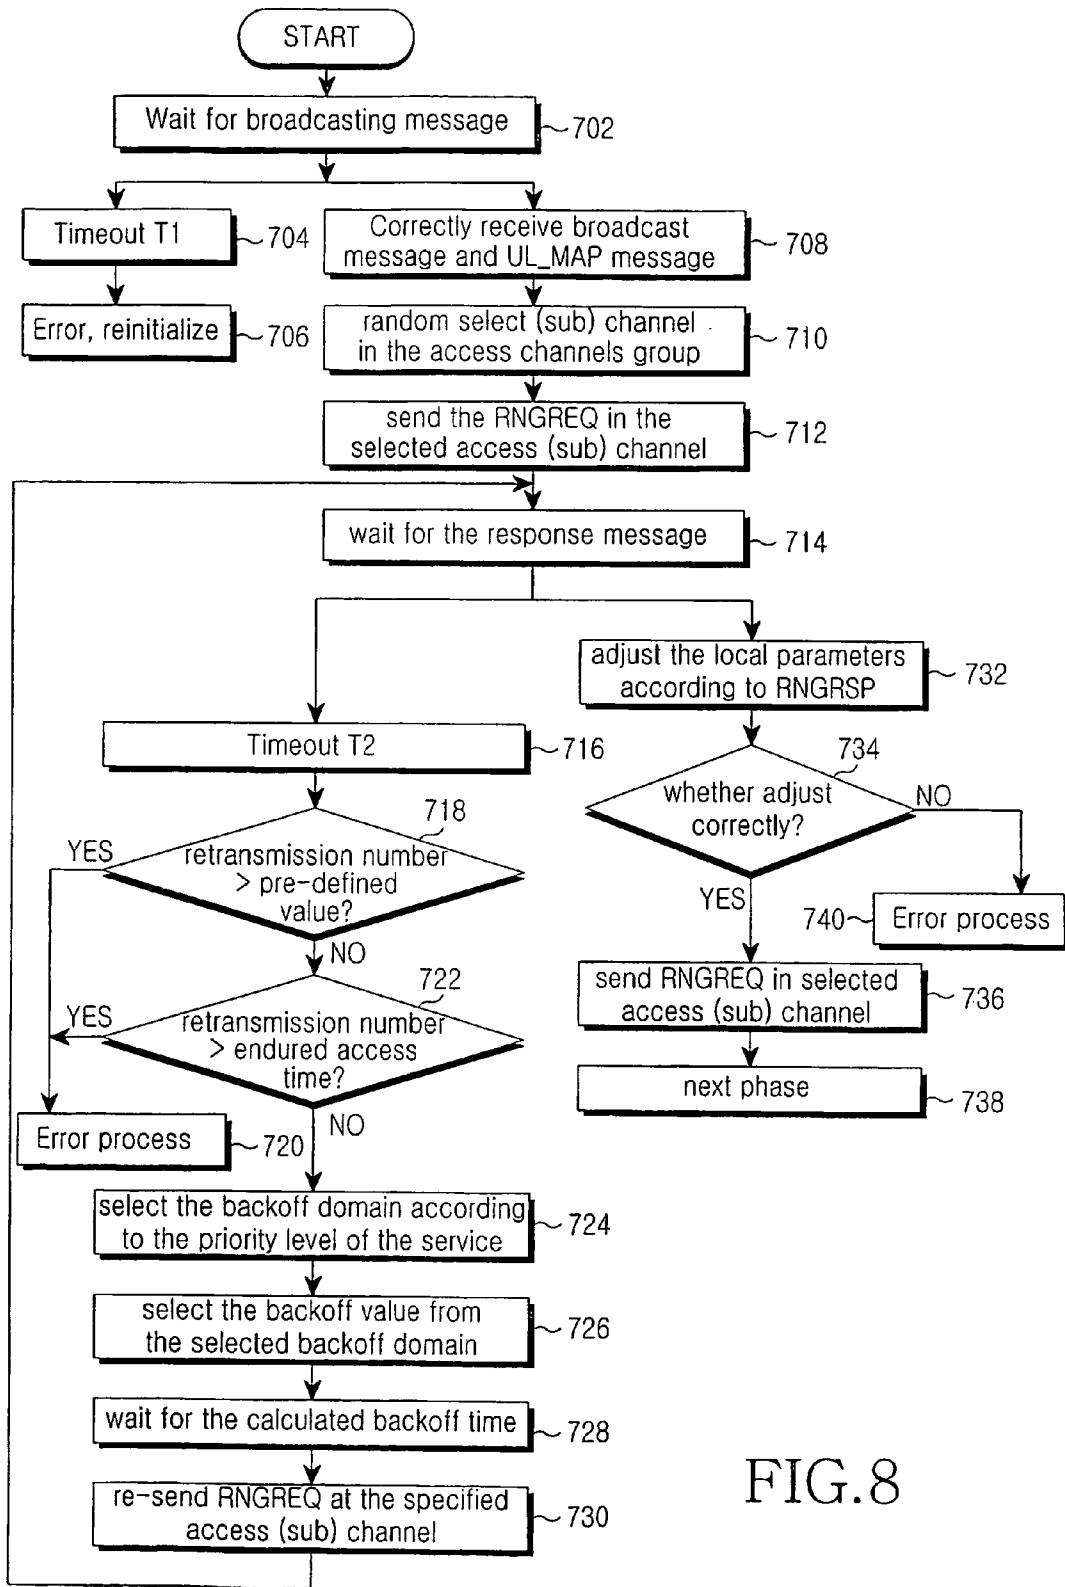 START
Wait for broadcasting message
702
Timeout T1
704
Correctly receive broadcast
message and UL_MAP message
708
Error, reinitialize
706
random select (sub) channel
in the access channels group
710
send the RNGREQ in the
selected access (sub) channel
712
wait for the response message
714
adjust the local parameters
according to RNGRSP
732
Timeout T2
716
734
whether adjust
correctly?
NO
718
YES
retransmission number
> pre-defined
value?
YES
740
Error process
NO
722
YES
retransmission number
> endured access
time?
send RNGREQ in selected
access (sub) channel
736
next phase
738
Error process
720
NO
select the backoff domain according
to the priority level of the service
724
select the backoff value from
the selected backoff domain
726
wait for the calculated backoff time
728
re-send RNGREQ at the specified
access (sub) channel
730
FIG.8